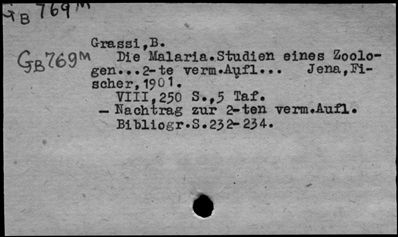 GB 769M
GB769M
Grassi,B.
Die Malaria.Studien eines Zoolo-
gen...2-te verm.Aufl... Jena,Fi-
scher,1901.
VIII,250 S.,5 Taf.
- Nachtrag zur 2-ten verm.Aufl.
Bibliogr.S.232-234.